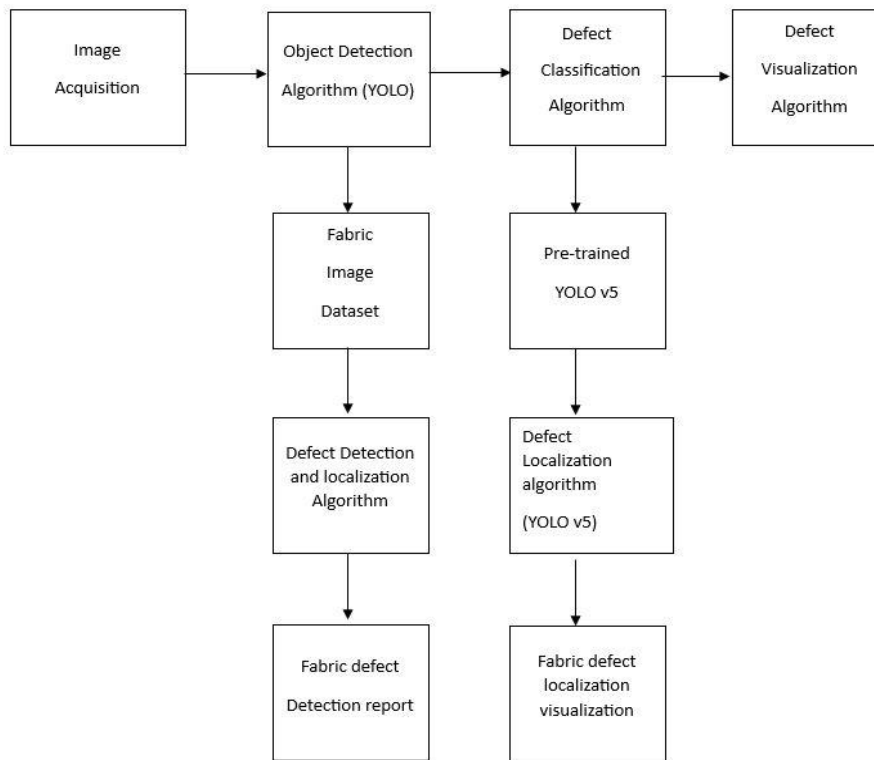 Image
Acquisition
Object Detection
Algorithm (YOLO)
Defect
Classification
Algorithm
Defect
Visualization
Algorithm
Fabric
Image
Dataset
Pre-trained
YOLO v5
Defect Detection
and localization
Algorithm
Defect
Localization
algorithm
(YOLO v5)
Fabric defect
Detection report
Fabric defect
localization
visualization